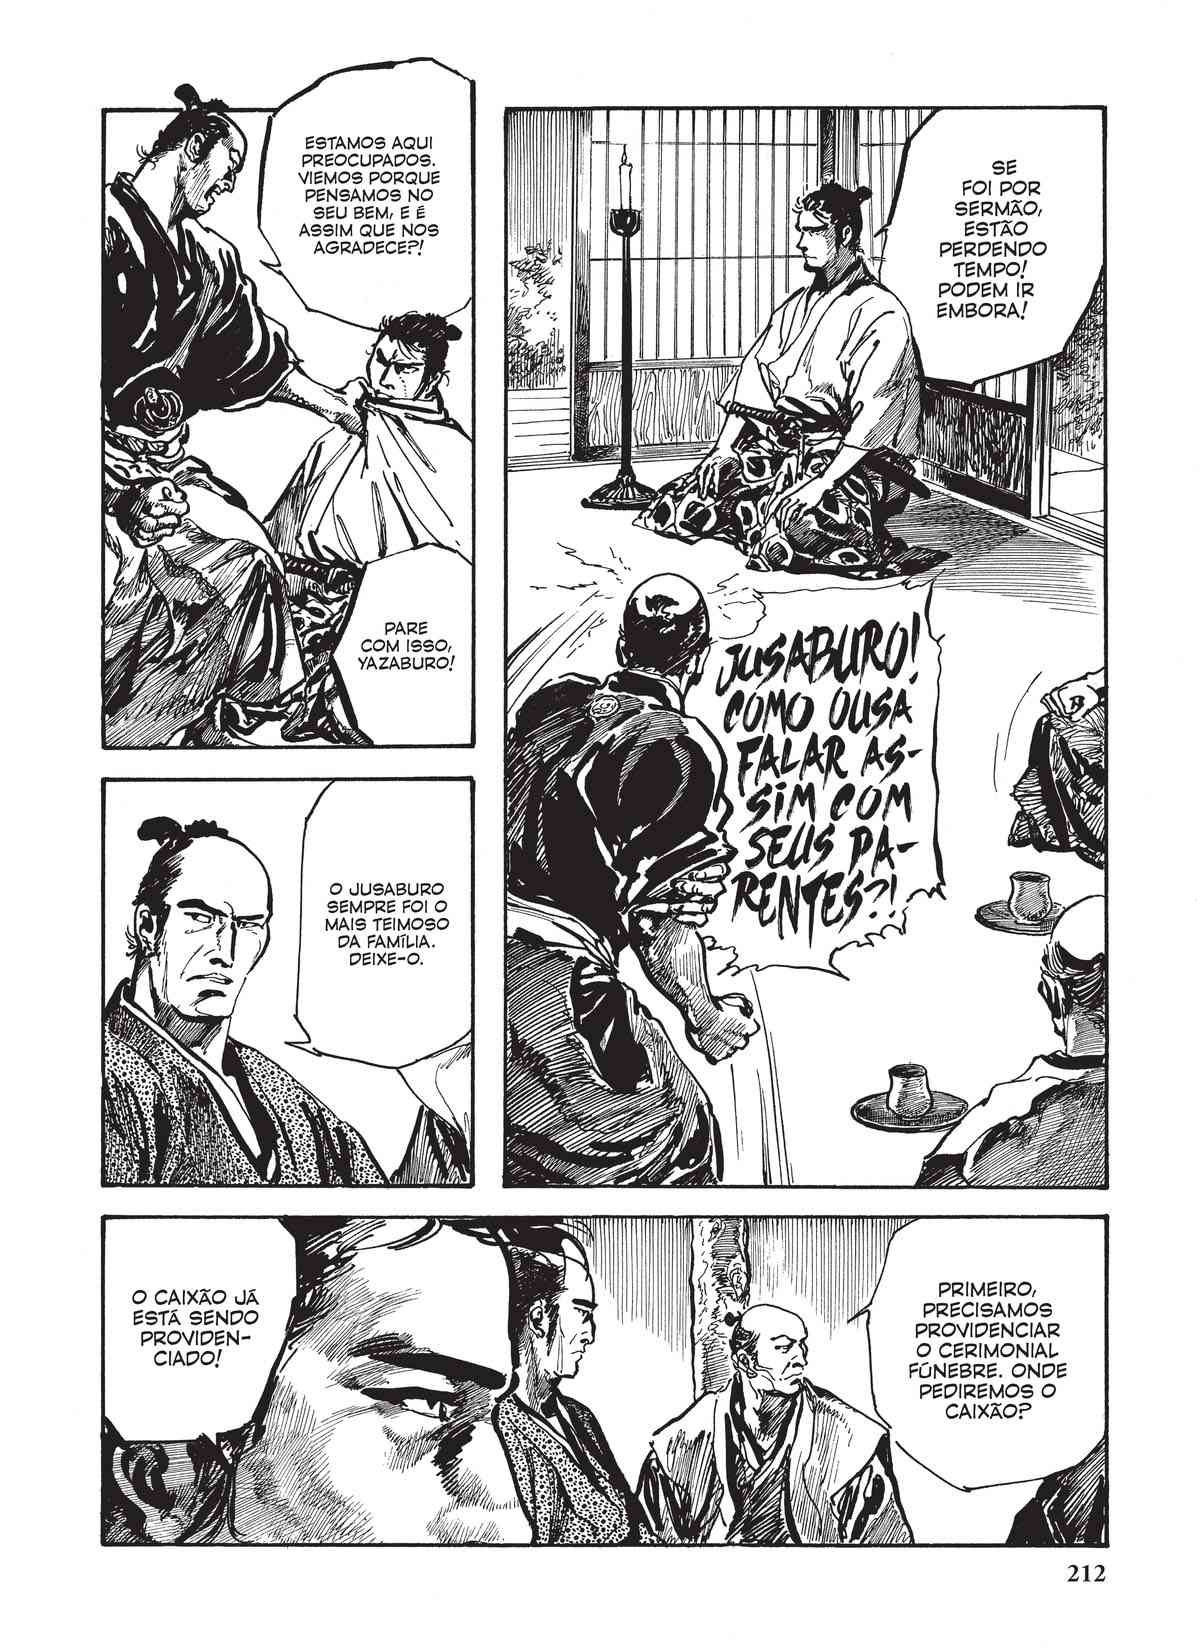 SE
FOI POR
SERMÃO,
ESTÃO
PERDENDO
TEMPO!
PODEM IR
EMBORA!
JUSABURO!
COMO OUSA
FALAR AS-
SIM COM
SEUS PA-
RENTES?!
ESTAMOS AQUI
PREOCUPADOS.
VIEMOS PORQUE
PENSAMOS NO
SEU BEM, E É
ASSIM QUE NOS
AGRADECE?!
PARE
COM ISSO,
YAZABURO!
O JUSABURO
SEMPRE FOI O
MAIS TEIMOSO
DA FAMÍLIA.
DEIXE-O.
PRIMEIRO,
PRECISAMOS
PROVIDENCIAR
O CERIMONIAL
FÚNEBRE. ONDE
PEDIREMOS O
CAIXÃO?
O CAIXÃO JÁ
ESTÁ SENDO
PROVIDEN-
CIADO!
212